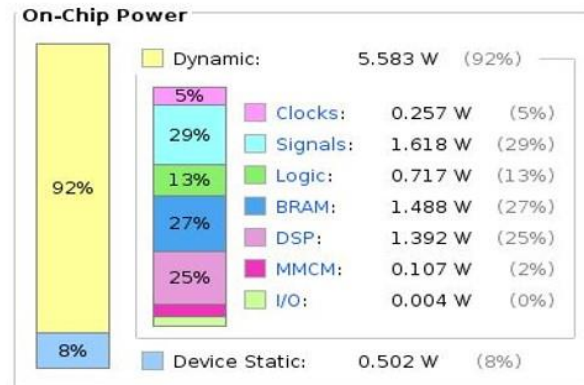 On-Chip Power
Dynamic: 5.583 W (92%)
5%
Clocks: 0.257 W (5%)
29%
Signals: 1.618 W (29%)
13%
Logic: 0.717 W (13%)
92%
27%
BRAM: 1.488 W (27%)
25%
DSP: 1.392 W (25%)
MMCM: 0.107 W (2%)
I/O: 0.004 W (0%)
8%
Device Static: 0.502 W (8%)